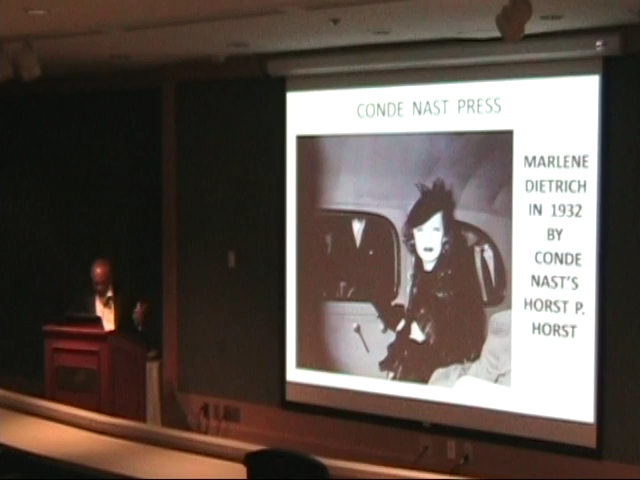 CONDE NAST PRESS
MARLENE
DIETRICH
IN 1932
BY
CONDE
NAST'S
HORST P.
HORST